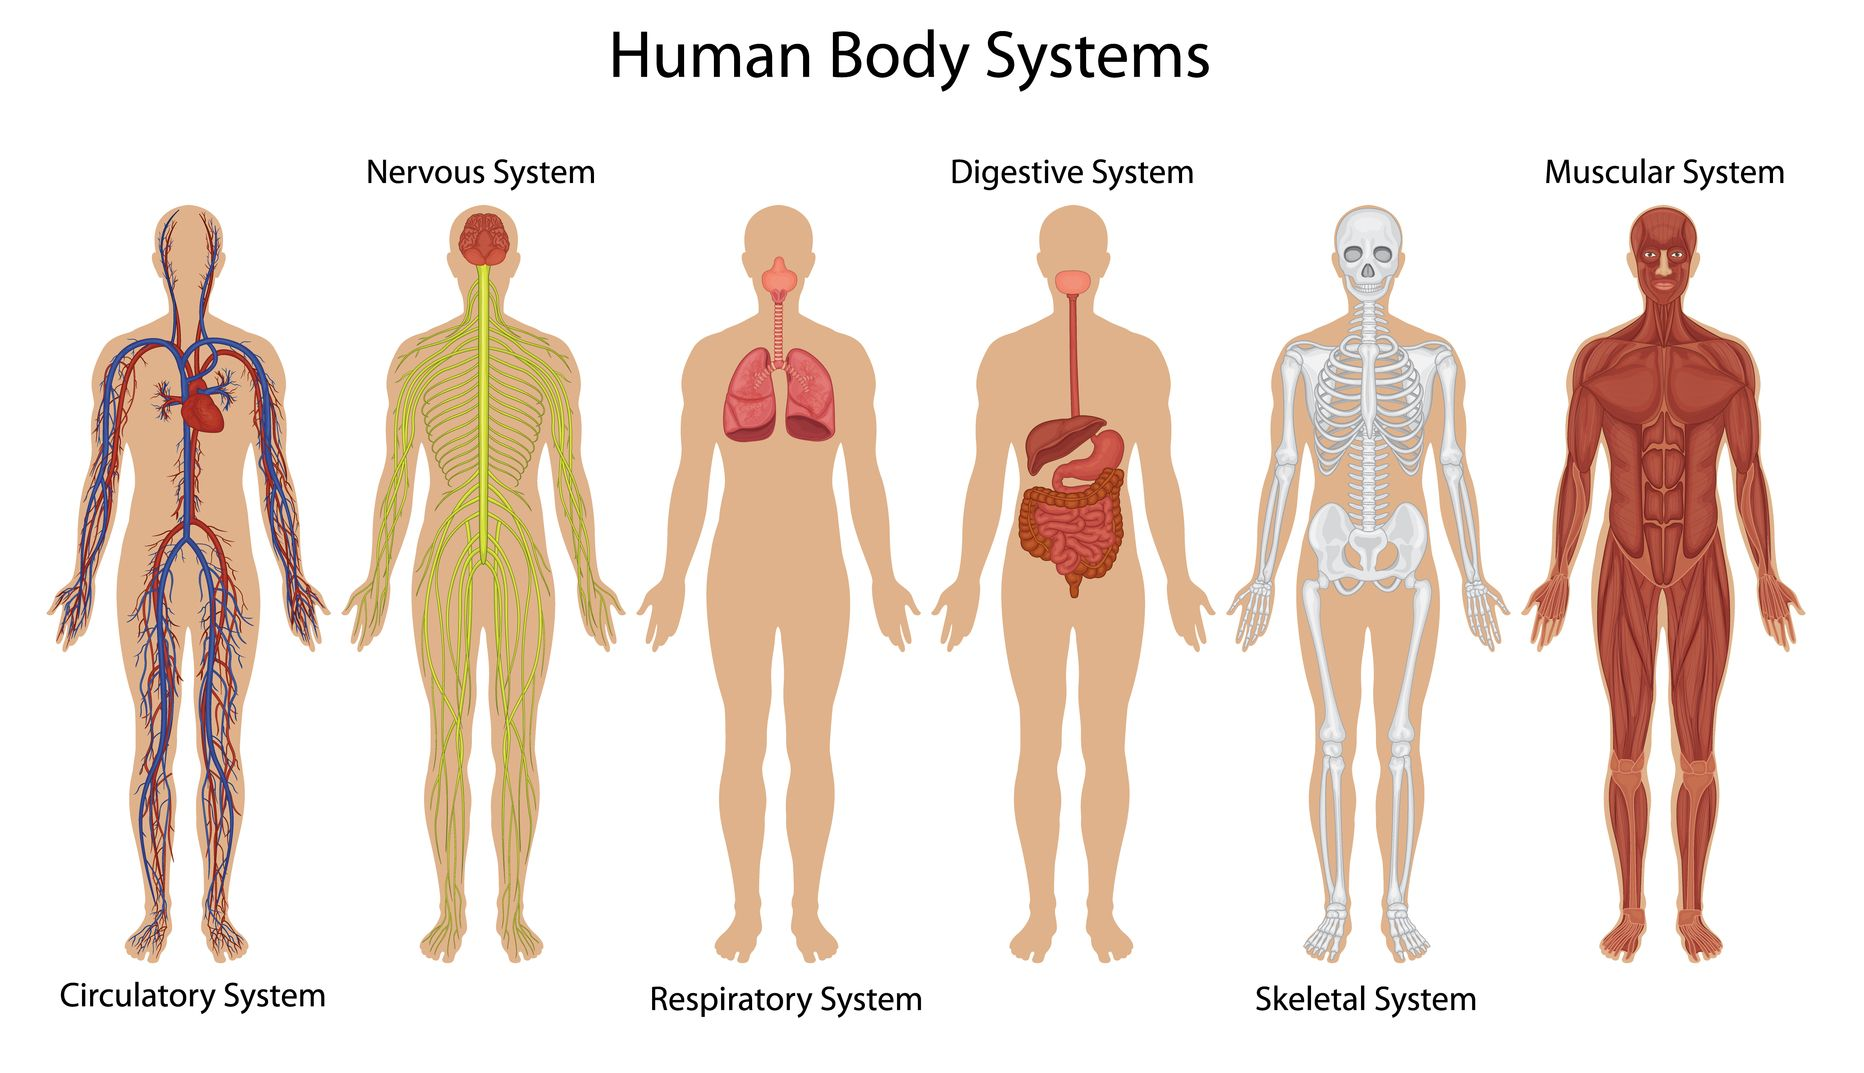 Human Body Systems
Nervous System
Digestive System
Muscular System
Circulatory System
Respiratory System
Skeletal System